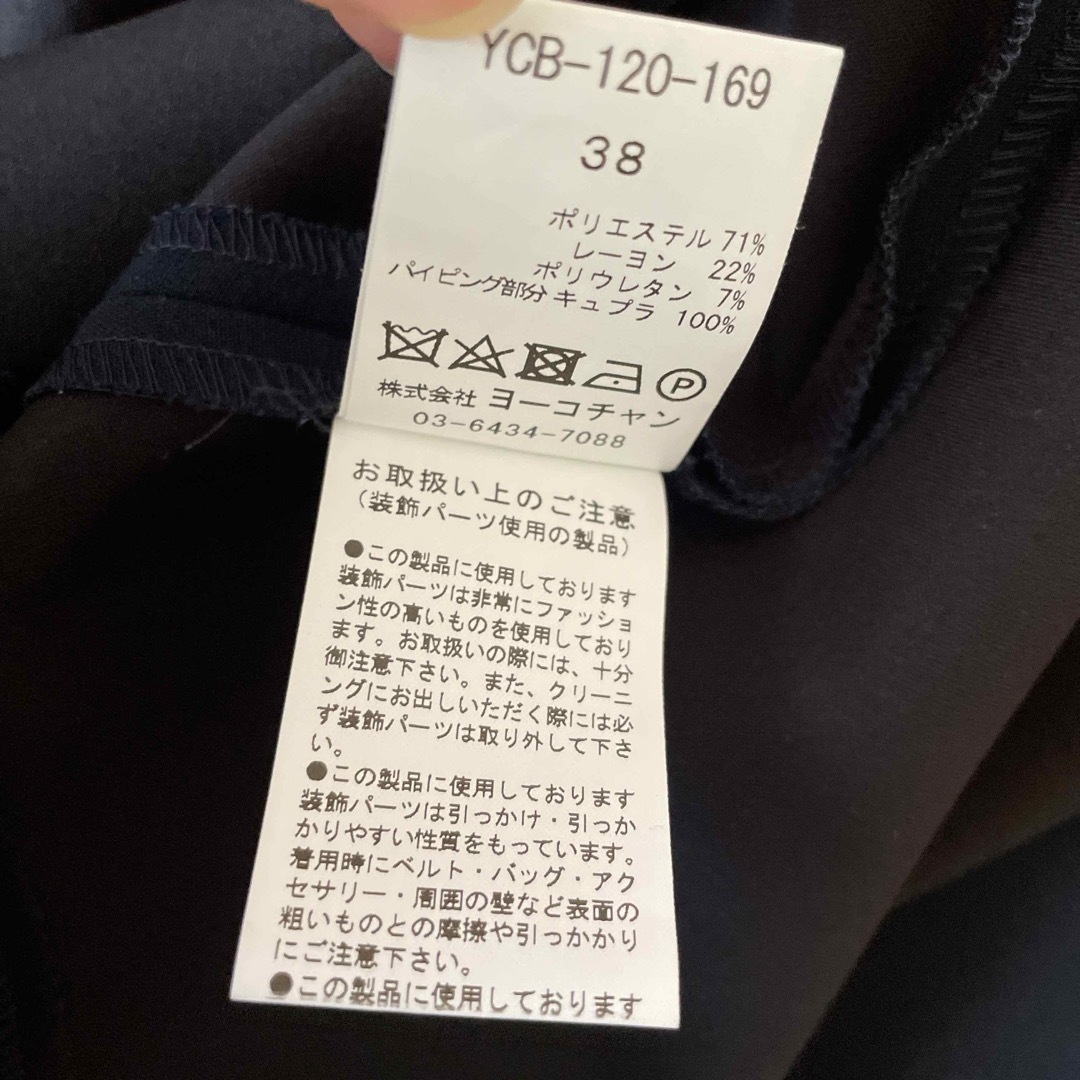 YCB-120-169
38
ポリエステル 71%
レーヨン 22%
ポリウレタン 7%
パイピング部分 キュプラ 100%
P
株式会社 ヨーコチャン
03-6434-7088
お取扱い上のご注意
(装飾パーツ使用の製品)
●この製品に使用しております
装飾パーツは非常にファッショ
ン性の高いものを使用しており
ます。お取扱いの際には、十分
御注意下さい。また、クリーニ
ングにお出しいただく際には必
ず装飾パーツは取り外して下さ
い。
●この製品に使用しております
装飾パーツは引っかけ・引っか
かりやすい性質をもっています。
着用時にベルト・バッグ・アク
セサリー・周囲の壁など表面の
粗いものとの摩擦や引っかかり
にご注意下さい。
●この製品に使用しております